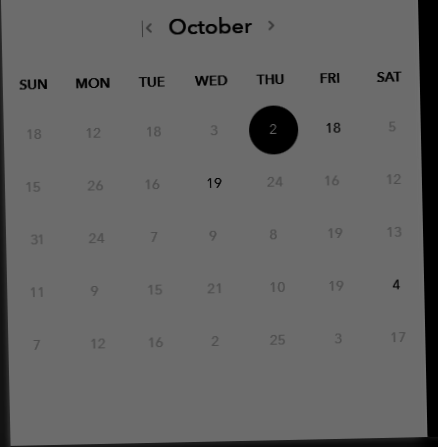 ‹ October ›
SUN MON TUE WED THU FRI SAT
18 12 18 3 2 18 5
15 26 16 19 24 16 12
31 24 7 9 8 19 13
11 9 15 21 10 19 4
7 12 16 2 25 3 17